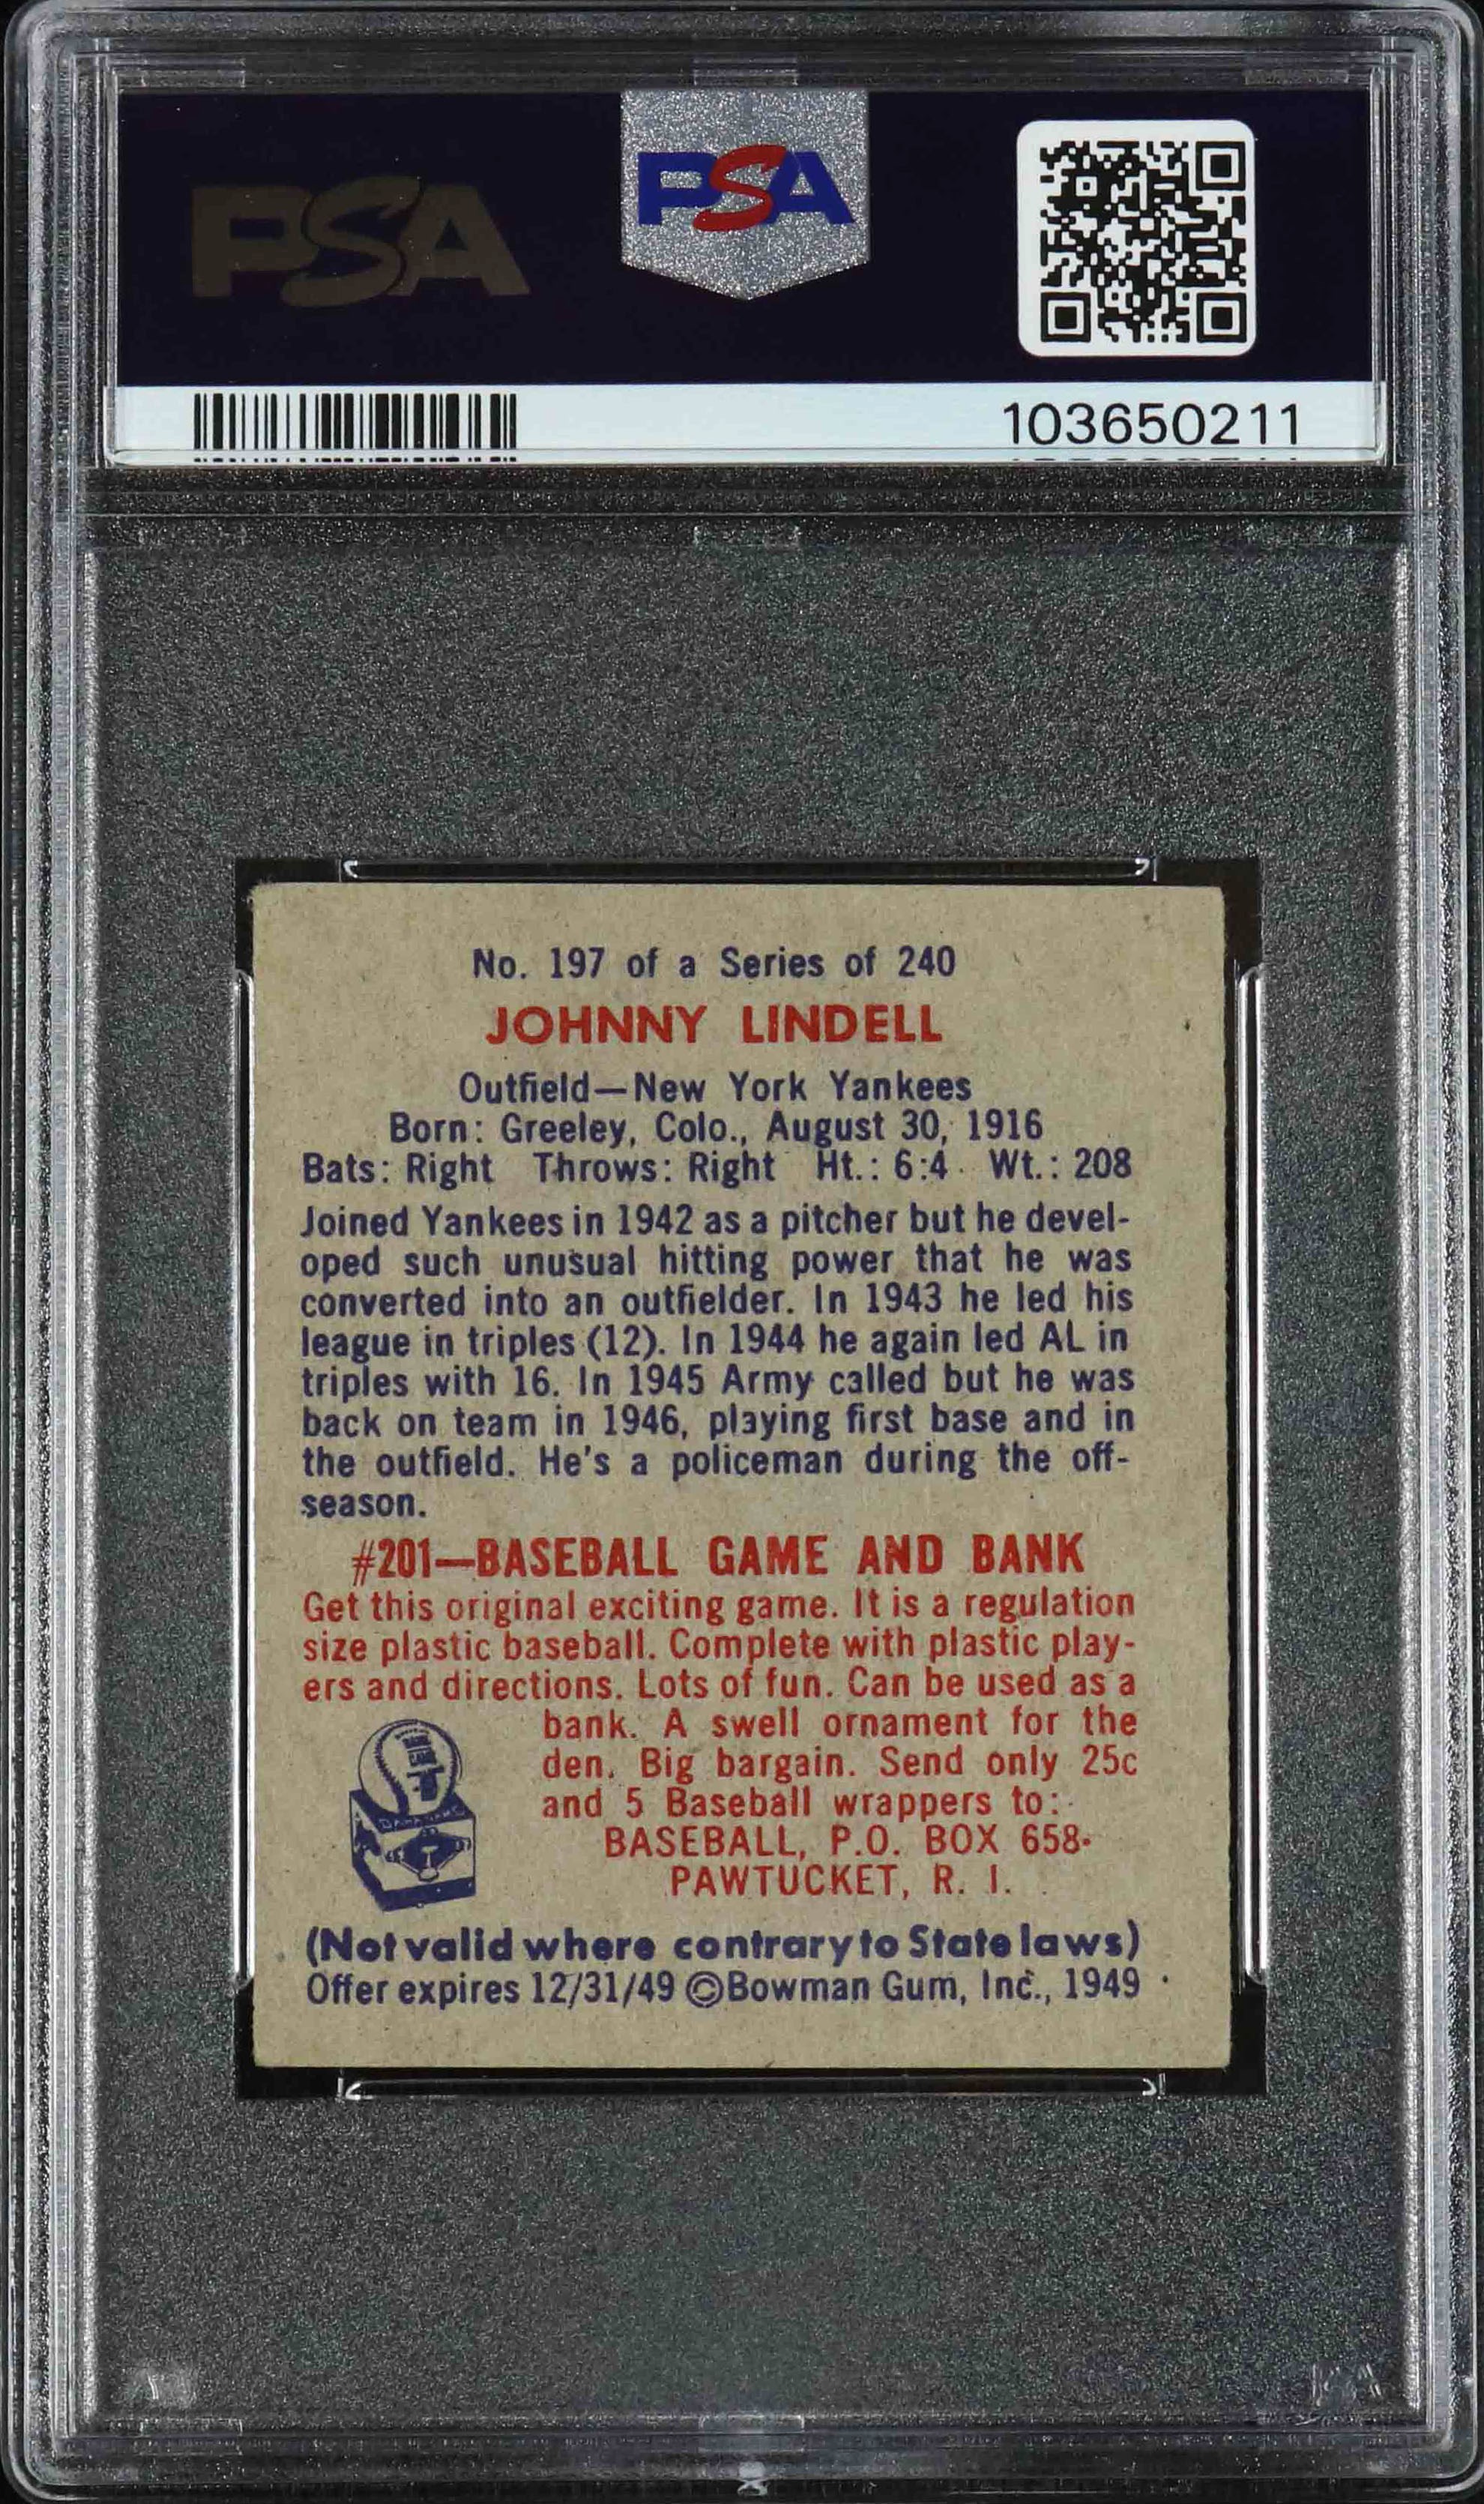 PSA
PSA
103650211
No. 197 of a Series of 240
JOHNNY LINDELL
Outfield—New York Yankees
Born: Greeley, Colo., August 30, 1916
Bats: Right Throws: Right Ht.: 6:4 Wt.: 208
Joined Yankees in 1942 as a pitcher but he devel-
oped such unusual hitting power that he was
converted into an outfielder. In 1943 he led his
league in triples (12). In 1944 he again led AL in
triples with 16. In 1945 Army called but he was
back on team in 1946, playing first base and in
the outfield. He's a policeman during the off-
season.
#201—BASEBALL GAME AND BANK
Get this original exciting game. It is a regulation
size plastic baseball. Complete with plastic play-
ers and directions. Lots of fun. Can be used as a
bank. A swell ornament for the
den. Big bargain. Send only 25c
and 5 Baseball wrappers to:
BASEBALL, P.O. BOX 658
PAWTUCKET, R. I.
(Not valid where contrary to State laws)
Offer expires 12/31/49 ©Bowman Gum, Inc., 1949